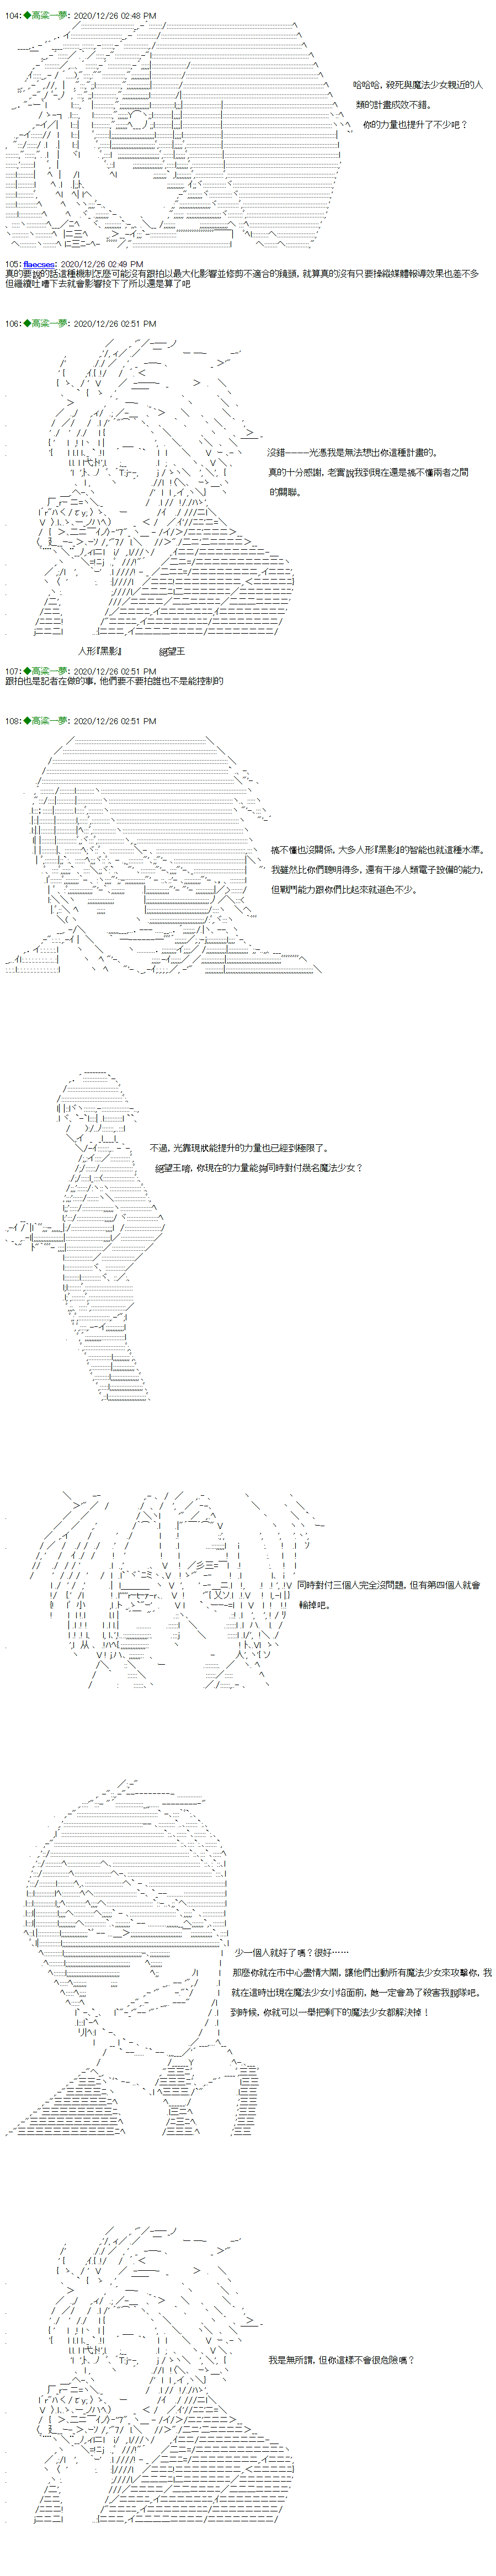 104：◆高粱一夢：2020/12/26 02:48 PM
哈哈哈，殺死與魔法少女親近的人
類的計畫成效不錯。
你的力量也提升了不少吧？
105：flaecses：2020/12/26 02:49 PM
真的要說的話這種機制怎麼可能沒有跟拍以最大化影響並修剪不適合的鏡頭，就算真的沒有只要操縱媒體報導效果也差不多
但繼續吐嘈下去就會影響投下了所以還是算了吧
106：◆高粱一夢：2020/12/26 02:51 PM
沒錯----光憑我是無法想出你這種計畫的。
真的十分感謝，老實說我到現在還是搞不懂兩者之間
的關聯。
人形『黑影』　絕望王
107：◆高粱一夢：2020/12/26 02:51 PM
跟拍也是記者在做的事，他們要不要拍誰也不是能控制的
108：◆高粱一夢：2020/12/26 02:51 PM
搞不懂也沒關係，大多人形『黑影』的智能也就這種水準。
我雖然比你們聰明得多，還有干涉人類電子設備的能力，
但戰鬥能力跟你們比起來就遜色不少。
不過，光靠現狀能提升的力量也已經到極限了。
絕望王唷，你現在的力量能夠同時對付幾名魔法少女？
同時對付三個人完全沒問題，但有第四個人就會
輸掉吧。
少一個人就好了嗎？很好……
那麼你就在市中心盡情大鬧，讓他們出動所有魔法少女來攻擊你，我
就在這時出現在魔法少女小焰面前，她一定會為了殺害我脫隊吧。
到時候，你就可以一舉把剩下的魔法少女都解決掉！
我是無所謂，但你這樣不會很危險嗎？